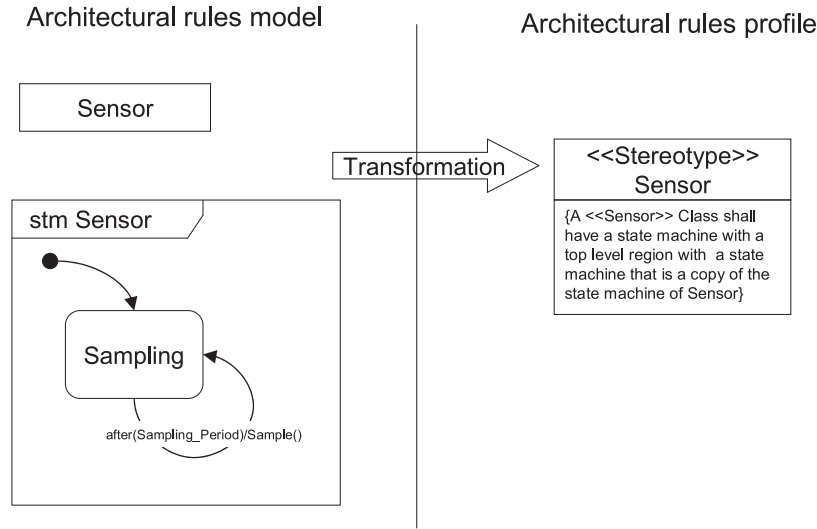 Architectural rules model
Architectural rules profile
Sensor
Transformation
<<Stereotype>>
Sensor
{A <<Sensor>> Class shall
have a state machine with a
top level region with a state
machine that is a copy of the
state machine of Sensor}
stm Sensor
Sampling
after(Sampling_Period)/Sample()